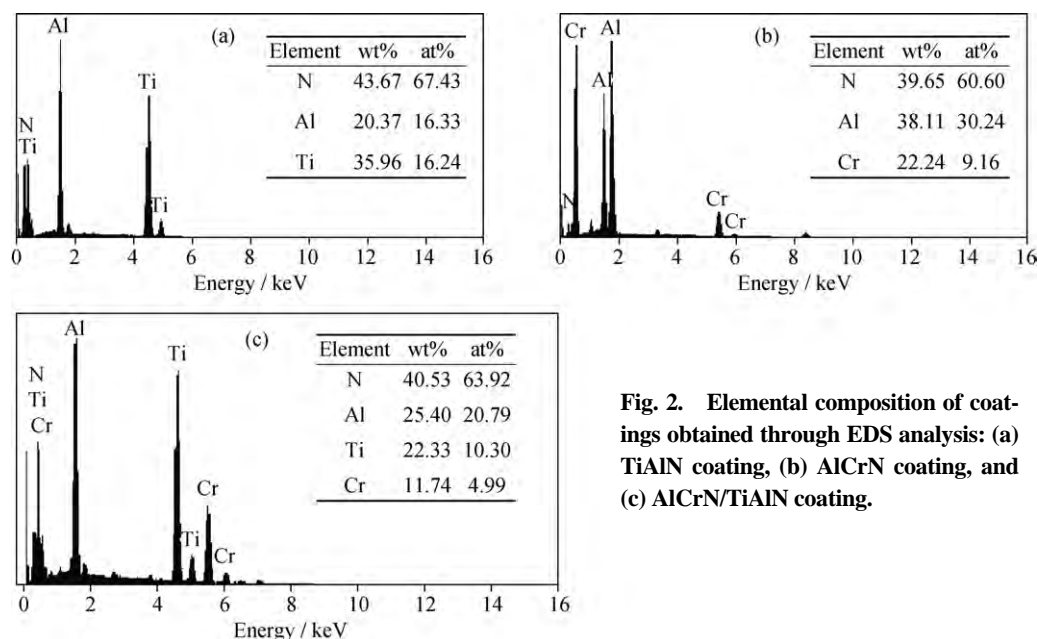 (a)
Al
Ti
N
Ti
Ti
Element wt% at%
N 43.67 67.43
Al 20.37 16.33
Ti 35.96 16.24
0 2 4 6 8 10 12 14 16
Energy / keV
(b)
Cr
Al
Al
N
Cr
Cr
Element wt% at%
N 39.65 60.60
Al 38.11 30.24
Cr 22.24 9.16
0 2 4 6 8 10 12 14 16
Energy / keV
(c)
Al
N
Ti
Cr
Ti
Ti
Cr
Cr
Element wt% at%
N 40.53 63.92
Al 25.40 20.79
Ti 22.33 10.30
Cr 11.74 4.99
0 2 4 6 8 10 12 14 16
Energy / keV
Fig. 2. Elemental composition of coat-
ings obtained through EDS analysis: (a)
TiAlN coating, (b) AlCrN coating, and
(c) AlCrN/TiAlN coating.